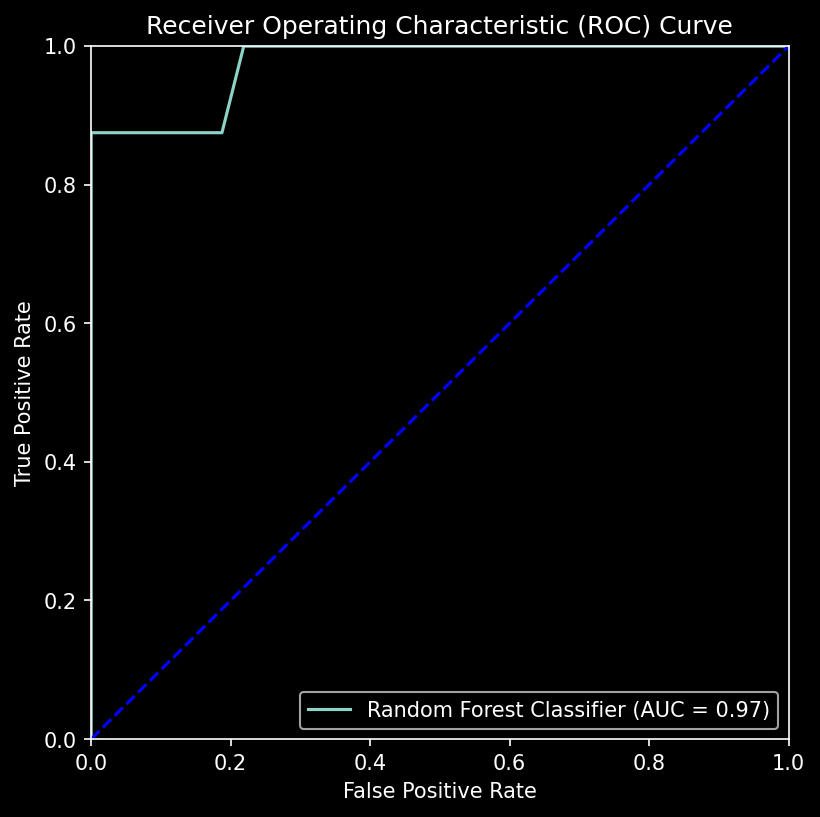 Receiver Operating Characteristic (ROC) Curve
1.0
0.8
0.6
0.4
0.2
0.0
True Positive Rate
Random Forest Classifier (AUC = 0.97)
0.0 0.2 0.4 0.6 0.8 1.0
False Positive Rate